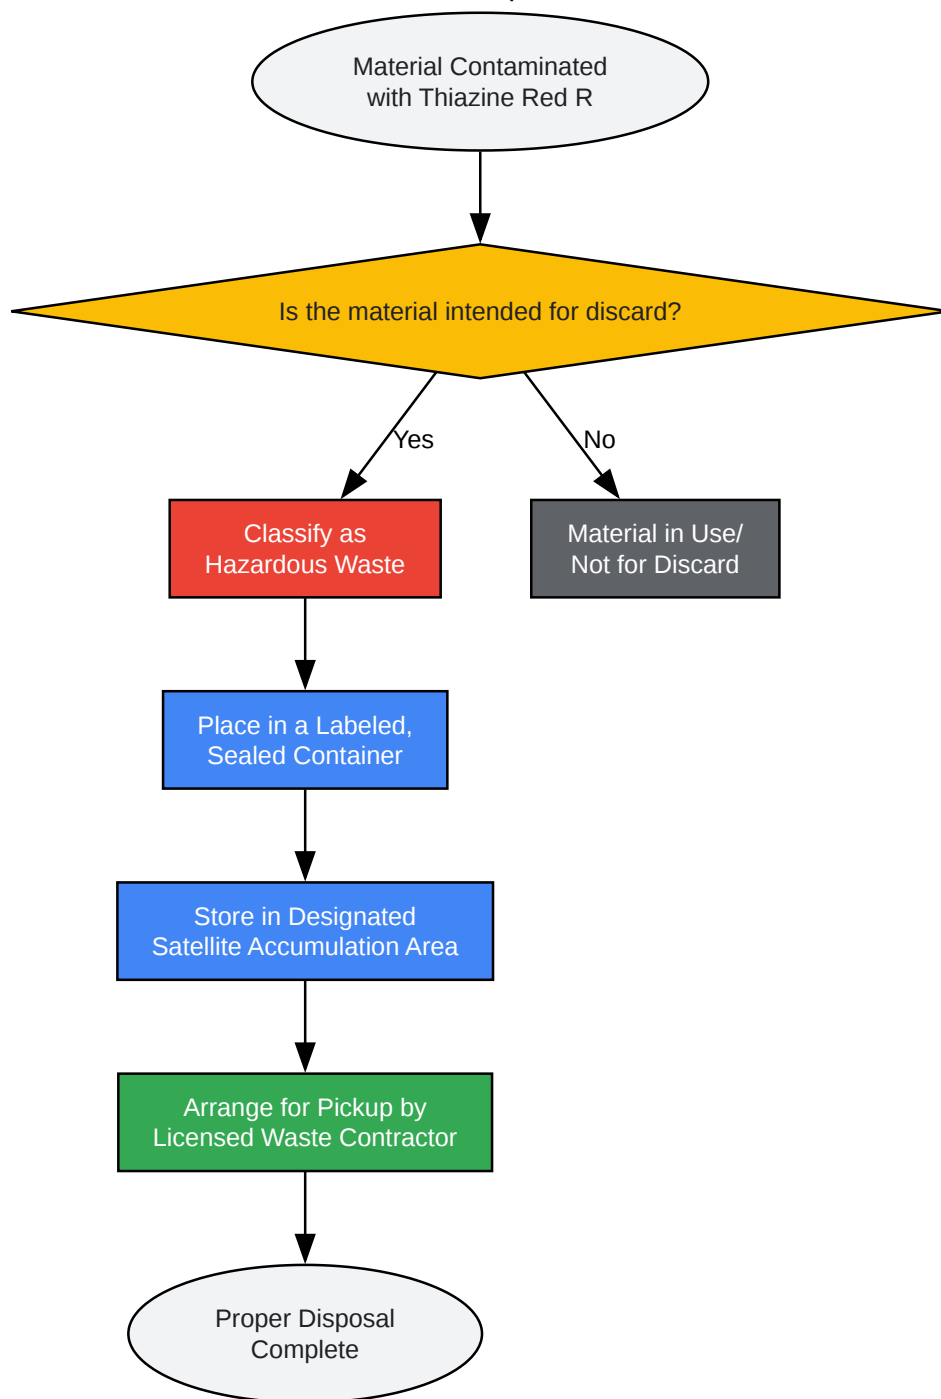 Material Contaminated
with Thiazine Red R
Is the material intended for discard?
Yes
No
Classify as
Hazardous Waste
Material in Use/
Not for Discard
Place in a Labeled,
Sealed Container
Store in Designated
Satellite Accumulation Area
Arrange for Pickup by
Licensed Waste Contractor
Proper Disposal
Complete